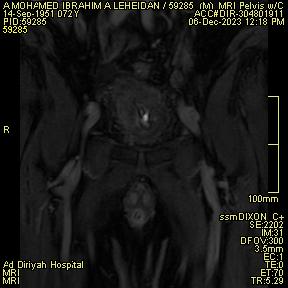 A MOHAMED IBRAHIM A LEHEIDAN / 59285 (M) MRI Pelvis w/C
14-Sep-1951 072Y ACC#DIR-304801911
PID:59285 06-Dec-2023 12:18 PM
59285
R
100mm
ssmDIXON_C+
SE:2202
IM:31
DFOV:300
3.5mm
EC:1
Ad Diriyah Hospital TE:0
MRI ET:70
MRI TR:5.29